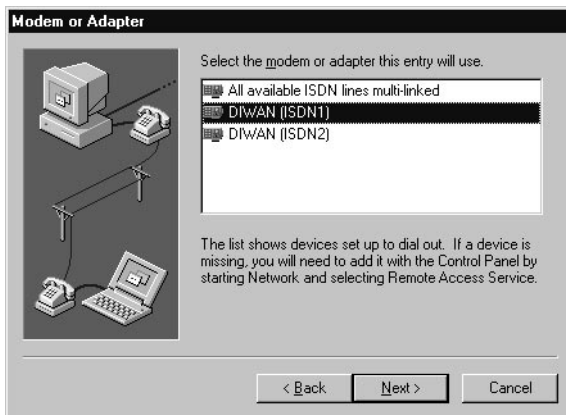 Modem or Adapter
Select the modem or adapter this entry will use.
All available ISDN lines multi-linked
DIWAN (ISDN1)
DIWAN (ISDN2)
The list shows devices set up to dial out. If a device is
missing, you will need to add it with the Control Panel by
starting Network and selecting Remote Access Service.
< Back
Next >
Cancel